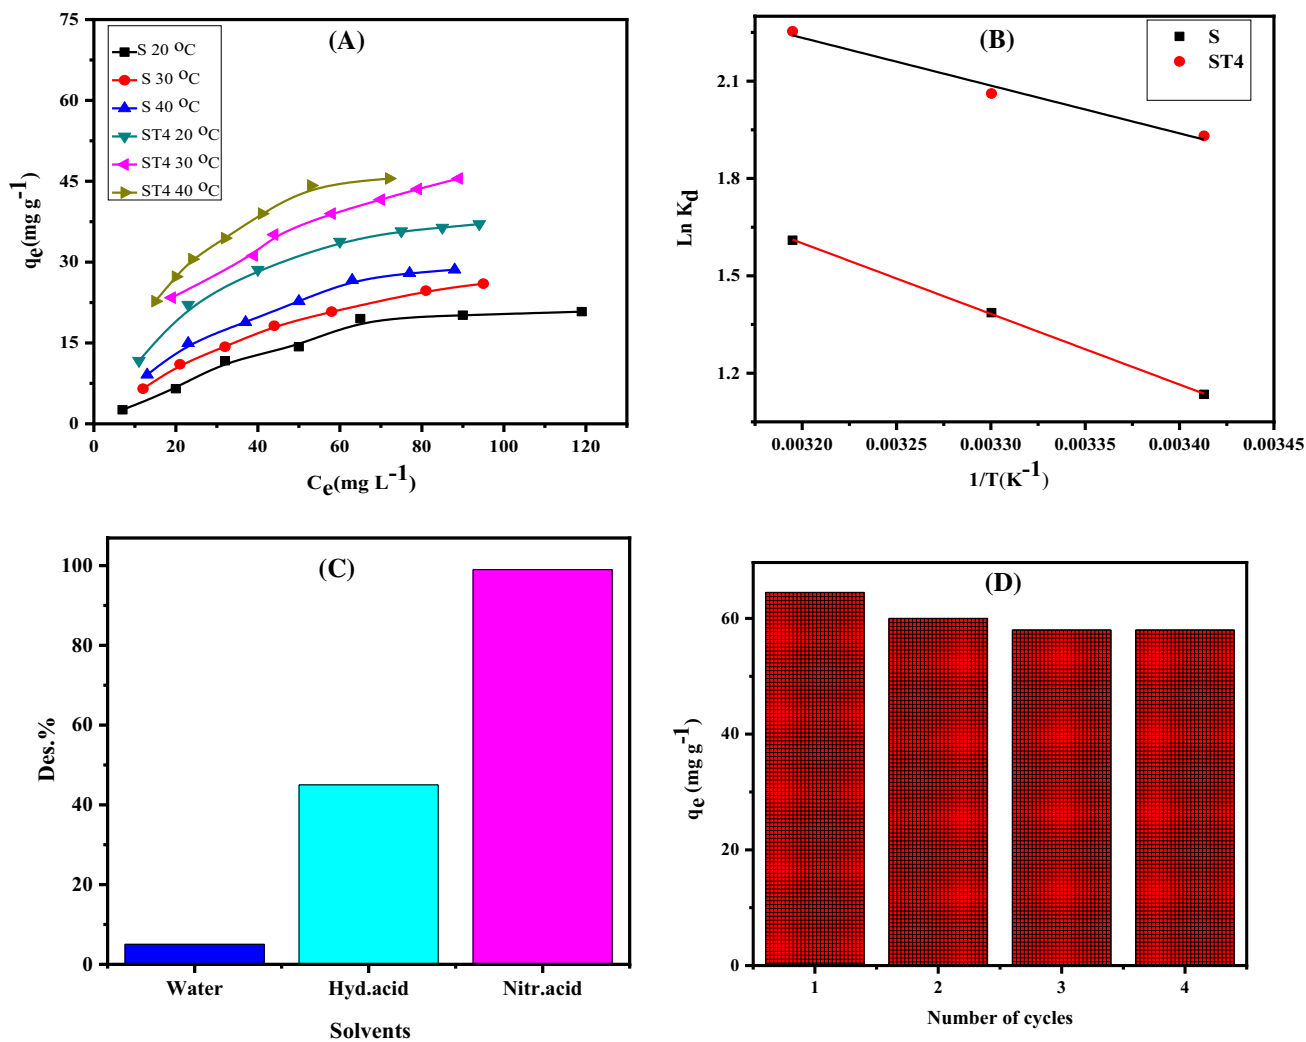 (A)
S 20 °C
S 30 °C
S 40 °C
ST4 20 °C
ST4 30 °C
ST4 40 °C
75
60
45
30
15
0
qe(mg g-1)
0 20 40 60 80 100 120
Ce(mg L-1)
(B)
S
ST4
2.1
1.8
1.5
1.2
Ln Kd
0.00320 0.00325 0.00330 0.00335 0.00340 0.00345
1/T(K-1)
(C)
100
80
60
40
20
0
Des.%
Water Hyd.acid Nitr.acid
Solvents
(D)
60
40
20
0
qe (mg g-1)
1 2 3 4
Number of cycles